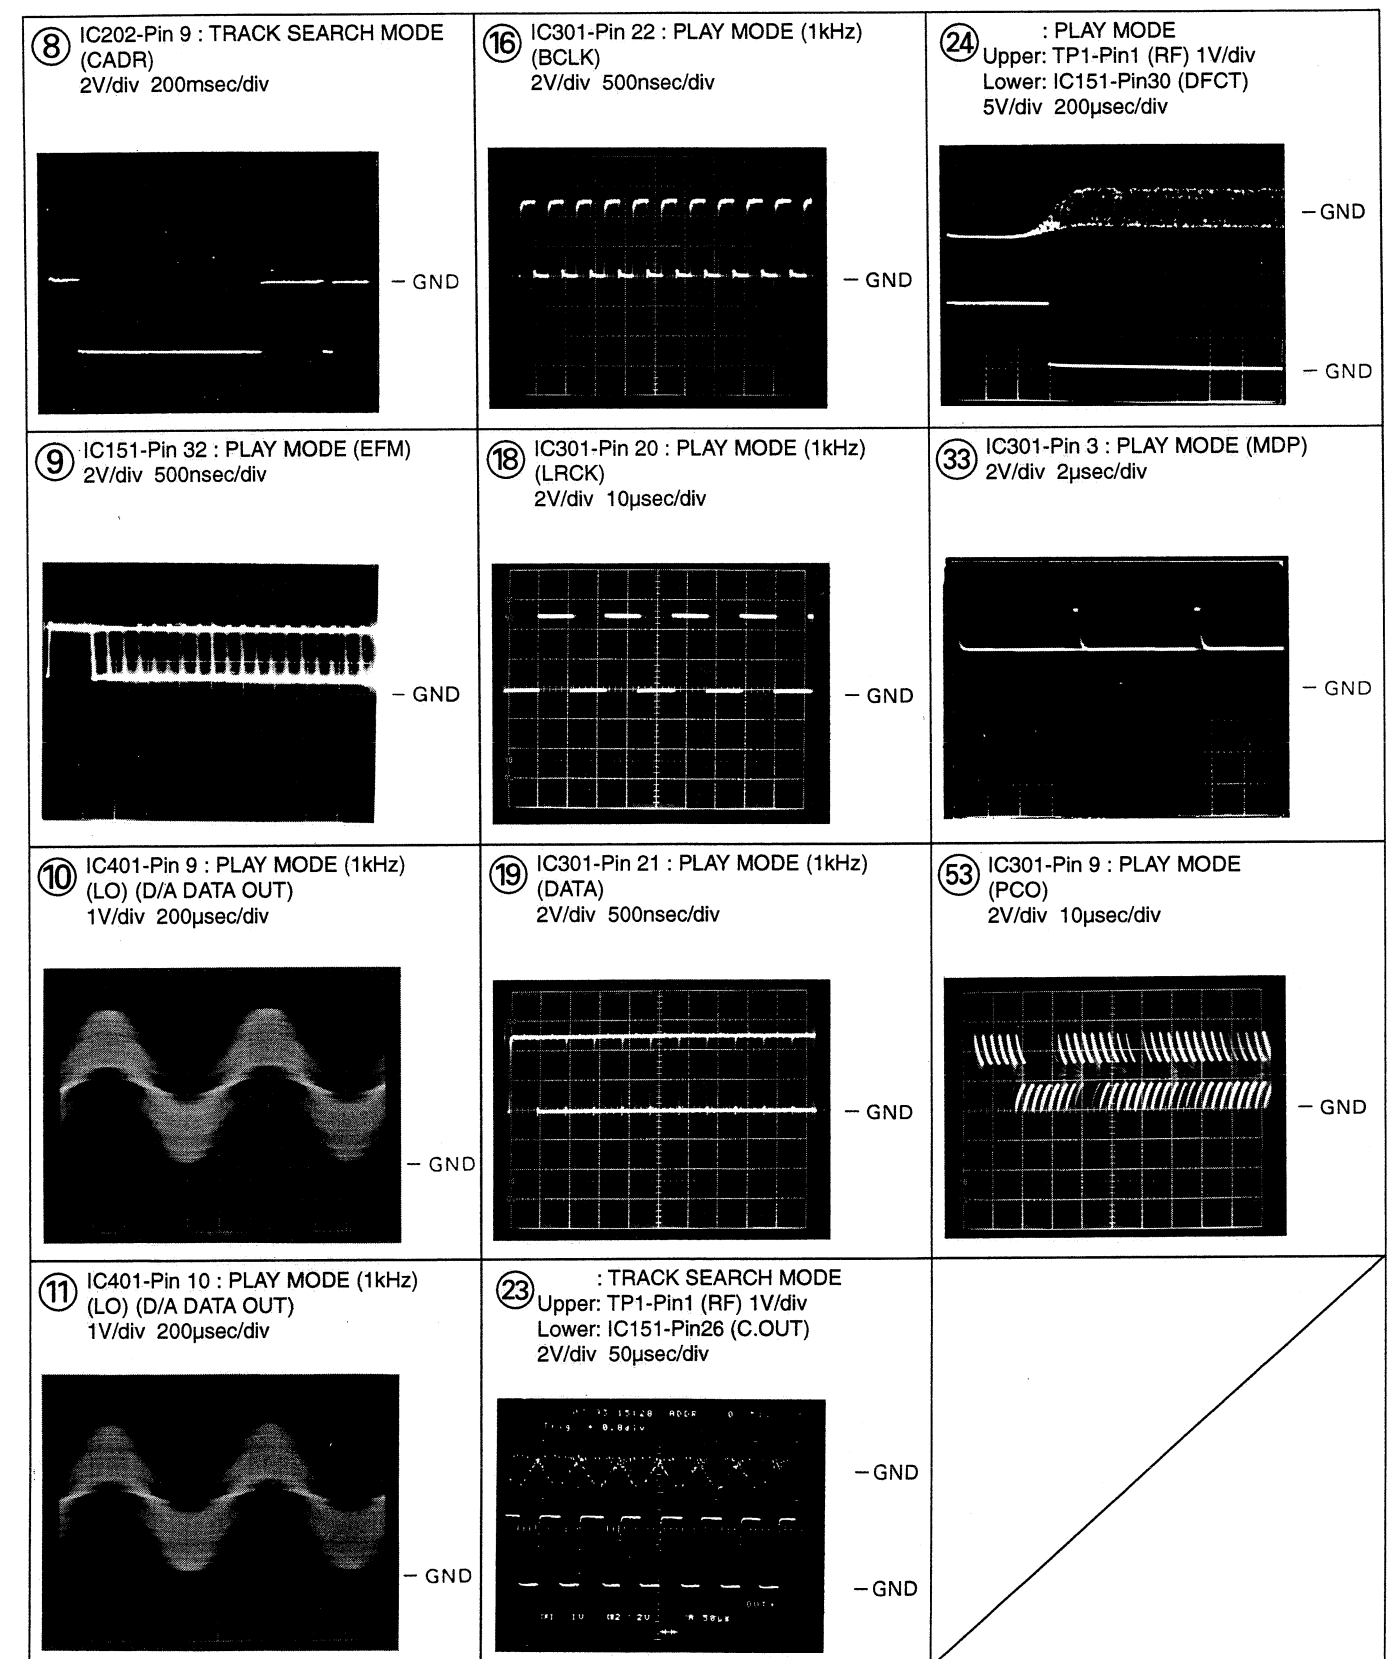 ⑧ IC202-Pin 9 : TRACK SEARCH MODE
(CADR)
2V/div 200msec/div
– GND
⑯ IC301-Pin 22 : PLAY MODE (1kHz)
(BCLK)
2V/div 500nsec/div
– GND
㉔ : PLAY MODE
Upper: TP1-Pin1 (RF) 1V/div
Lower: IC151-Pin30 (DFCT)
5V/div 200μsec/div
– GND
– GND
⑨ IC151-Pin 32 : PLAY MODE (EFM)
2V/div 500nsec/div
– GND
⑱ IC301-Pin 20 : PLAY MODE (1kHz)
(LRCK)
2V/div 10μsec/div
– GND
㉝ IC301-Pin 3 : PLAY MODE (MDP)
2V/div 2μsec/div
– GND
⑩ IC401-Pin 9 : PLAY MODE (1kHz)
(LO) (D/A DATA OUT)
1V/div 200μsec/div
– GND
⑲ IC301-Pin 21 : PLAY MODE (1kHz)
(DATA)
2V/div 500nsec/div
– GND
53 IC301-Pin 9 : PLAY MODE
(PCO)
2V/div 10μsec/div
– GND
⑪ IC401-Pin 10 : PLAY MODE (1kHz)
(LO) (D/A DATA OUT)
1V/div 200μsec/div
– GND
㉓ : TRACK SEARCH MODE
Upper: TP1-Pin1 (RF) 1V/div
Lower: IC151-Pin26 (C.OUT)
2V/div 50μsec/div
ADDR
0.8div
– GND
– GND
1V 2V